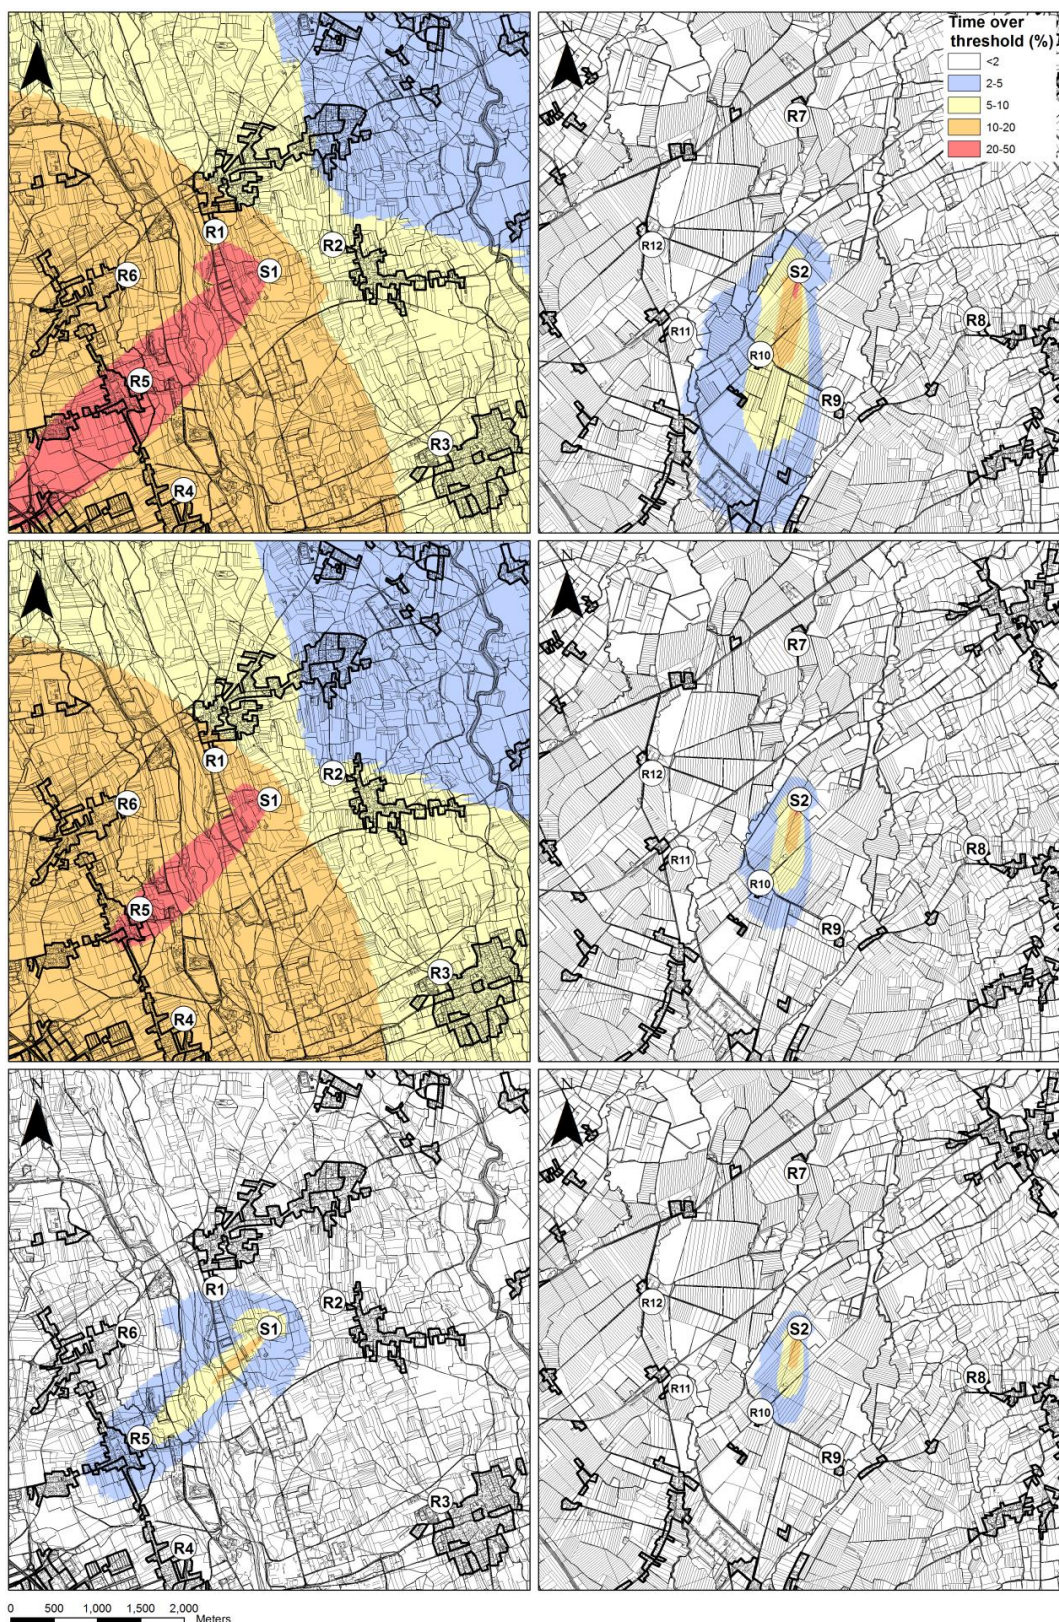 N
R1
R2
S1
R6
R5
R3
R4
N
Time over
threshold (%)
<2
2-5
5-10
10-20
20-50
R7
R12
S2
R11
R8
R10
R9
N
R1
R2
S1
R6
R5
R3
R4
N
R7
R12
S2
R11
R8
R10
R9
N
R1
R2
S1
R6
R5
R3
R4
N
R7
R12
S2
R11
R8
R10
R9
0 500 1,000 1,500 2,000
Meters